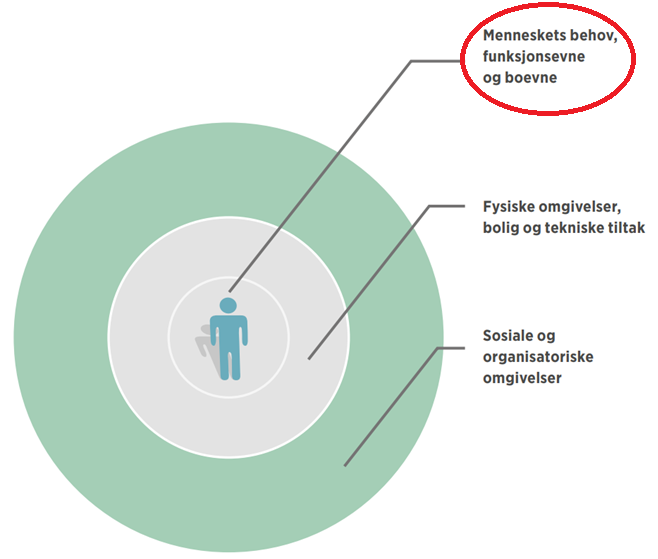 Menneskets behov,
funksjonsevne
og boevne
Fysiske omgivelser,
bolig og tekniske tiltak
Sosiale og
organisatoriske
omgivelser